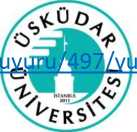 ÜSKÜDAR
uyuru/497/yu
İSTANBUL
2011
ÜNİVERSİTESİ